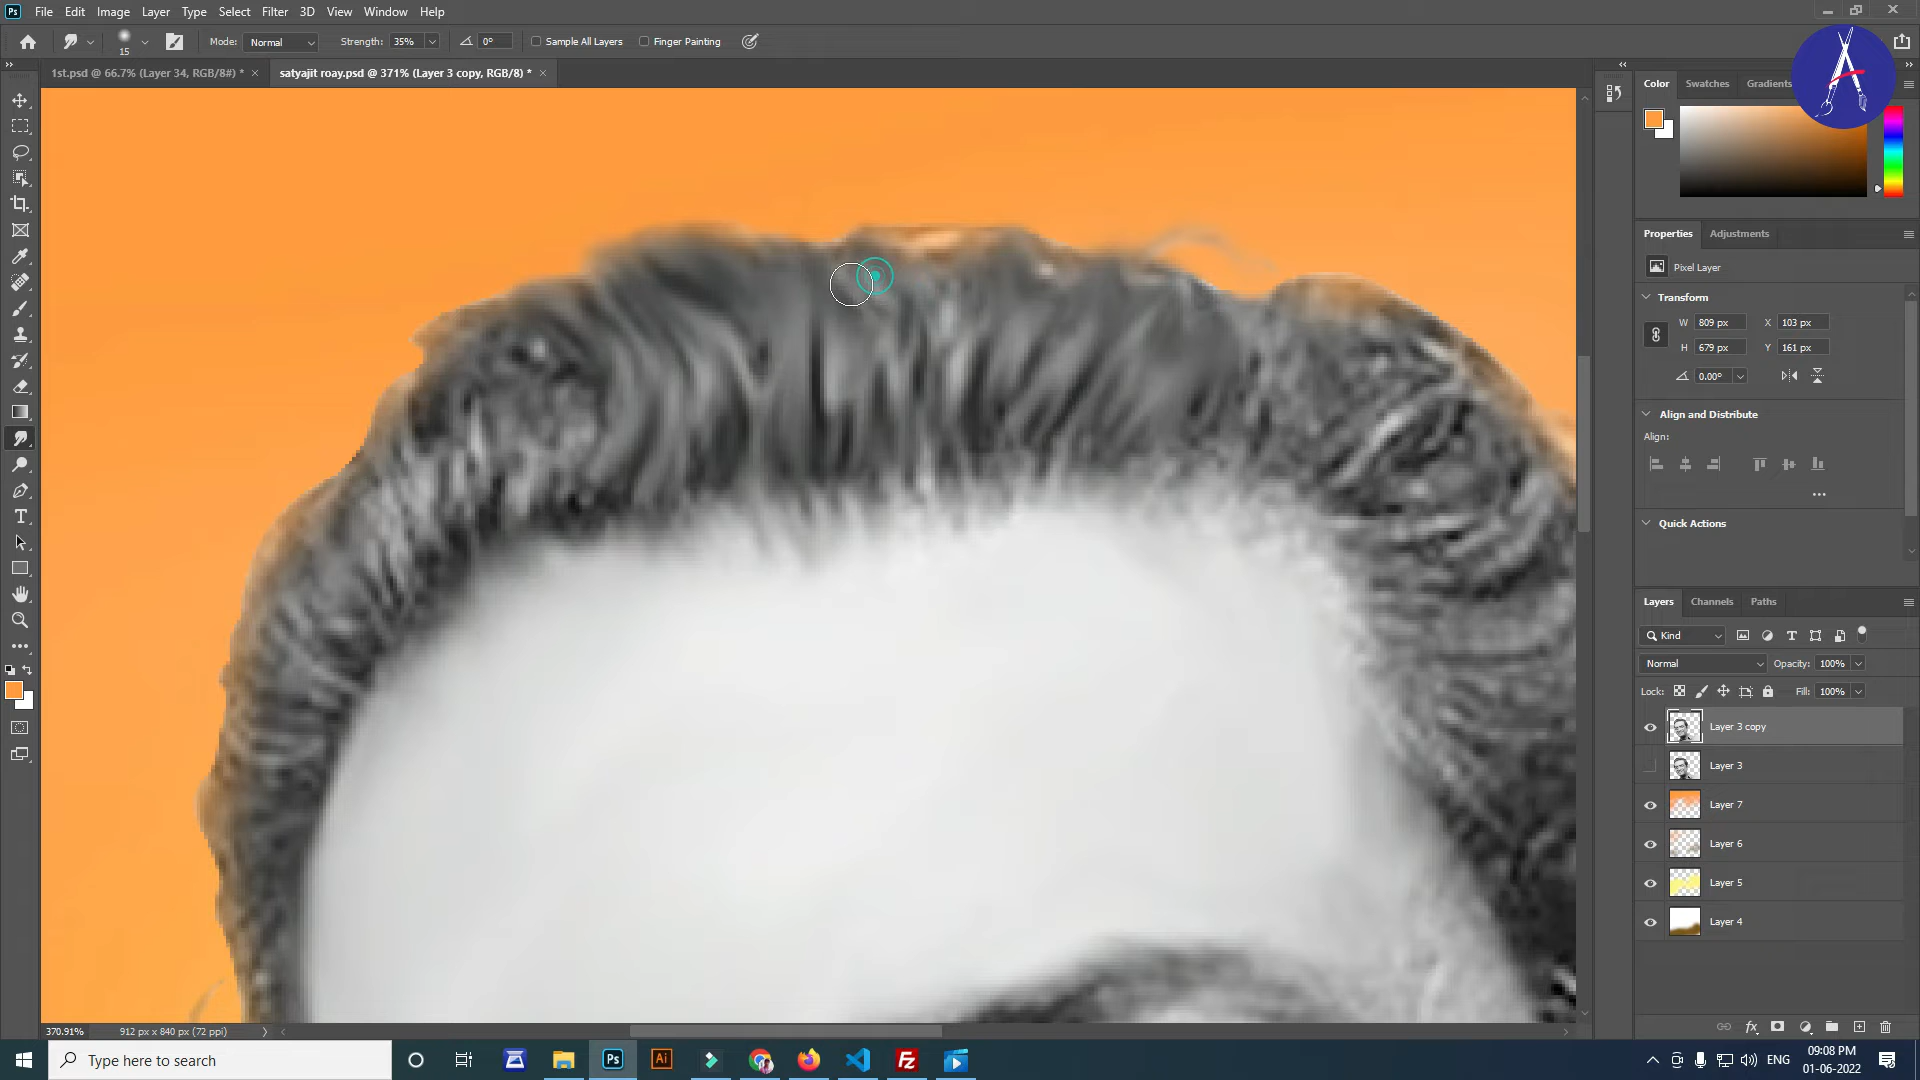 Ps File Edit Image Layer Type Select Filter 3D View Window Help
15 Mode: Normal Strength: 35% 0° Sample All Layers Finger Painting
1st.psd @ 66.7% (Layer 34, RGB/8#) * satyajit roay.psd @ 371% (Layer 3 copy, RGB/8) *
Color Swatches Gradients
Properties Adjustments
Pixel Layer
Transform
W 809 px X 103 px
H 679 px Y 161 px
0.00°
Align and Distribute
Align:
Quick Actions
Layers Channels Paths
Kind
Normal Opacity: 100%
Lock: Fill: 100%
Layer 3 copy
Layer 3
Layer 7
Layer 6
Layer 5
Layer 4
370.91% 912 px x 840 px (72 ppi)
Type here to search
Ps Ai Fz
ENG
09:08 PM
01-06-2022